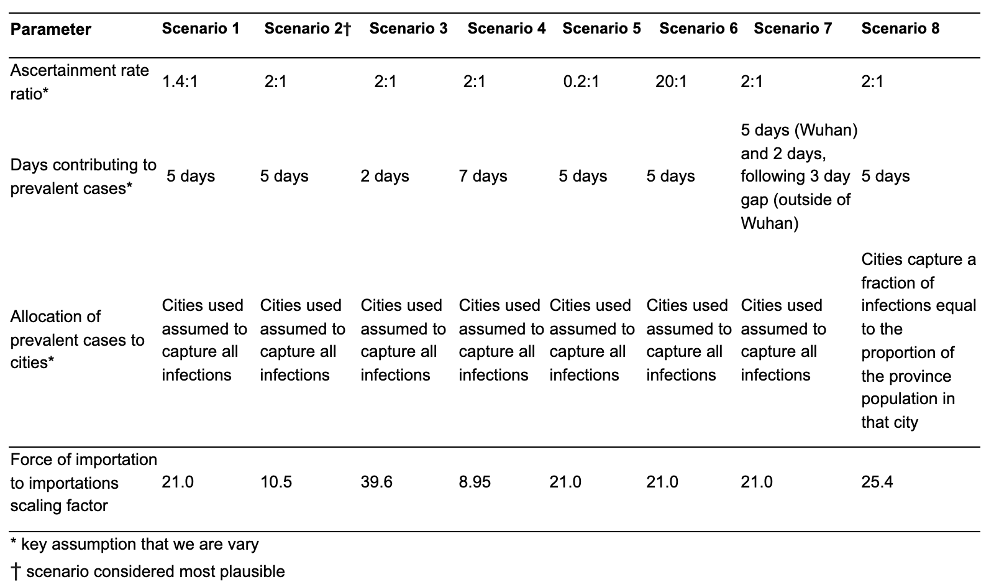 Parameter Scenario 1 Scenario 2† Scenario 3 Scenario 4 Scenario 5 Scenario 6 Scenario 7 Scenario 8
Ascertainment rate
ratio*
1.4:1 2:1 2:1 2:1 0.2:1 20:1 2:1 2:1
Days contributing to
prevalent cases*
5 days 5 days 2 days 7 days 5 days 5 days
5 days (Wuhan)
and 2 days,
following 3 day
gap (outside of
Wuhan)
5 days
Allocation of
prevalent cases to
cities*
Cities used
assumed to
capture all
infections
Cities used
assumed to
capture all
infections
Cities used
assumed to
capture all
infections
Cities used
assumed to
capture all
infections
Cities used
assumed to
capture all
infections
Cities used
assumed to
capture all
infections
Cities used
assumed to
capture all
infections
Cities capture a
fraction of
infections equal
to the
proportion of
the province
population in
that city
Force of importation
to importations
scaling factor
21.0 10.5 39.6 8.95 21.0 21.0 21.0 25.4
* key assumption that we are vary
† scenario considered most plausible